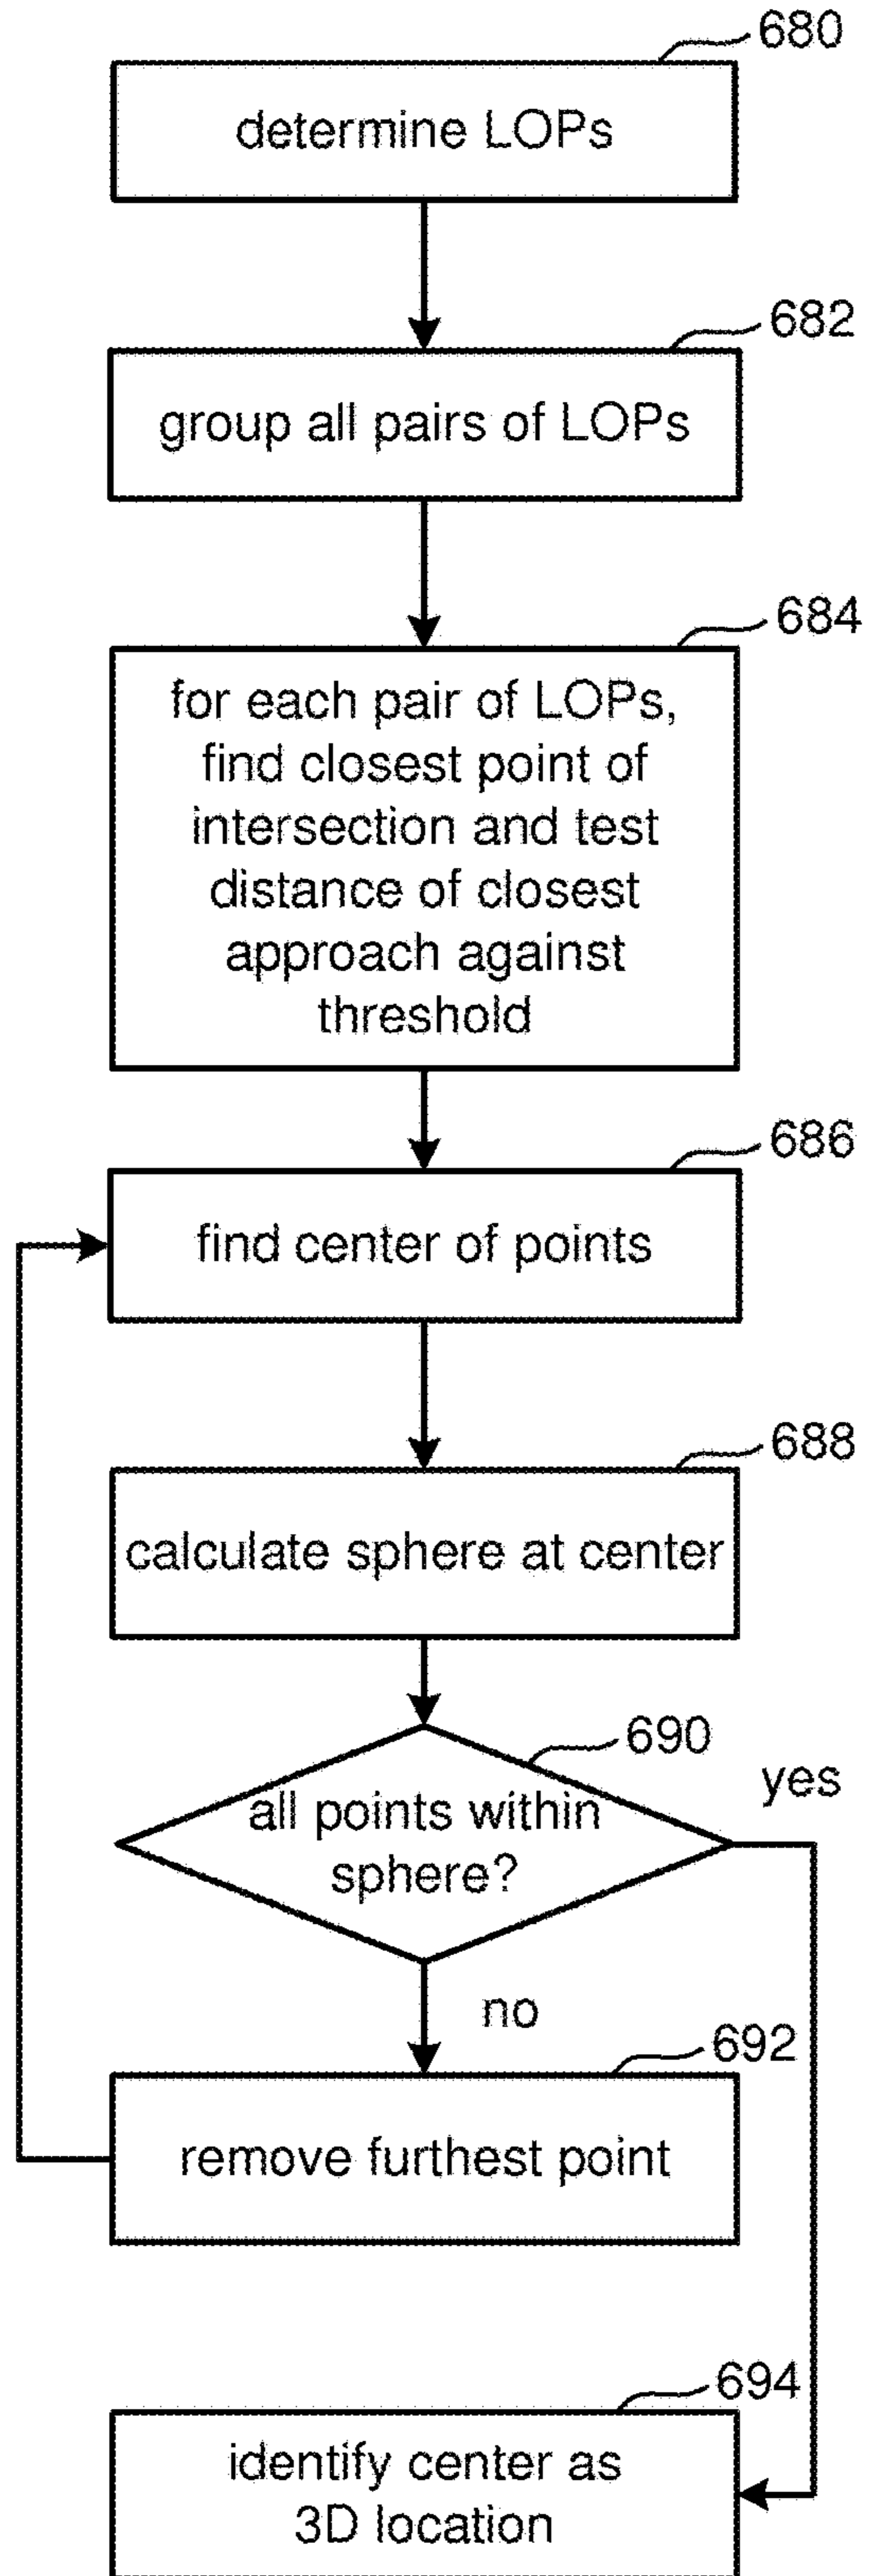 680
determine LOPs
682
group all pairs of LOPs
684
for each pair of LOPs,
find closest point of
intersection and test
distance of closest
approach against
threshold
686
find center of points
688
calculate sphere at center
690
yes
all points within
sphere?
no
692
remove furthest point
694
identify center as
3D location